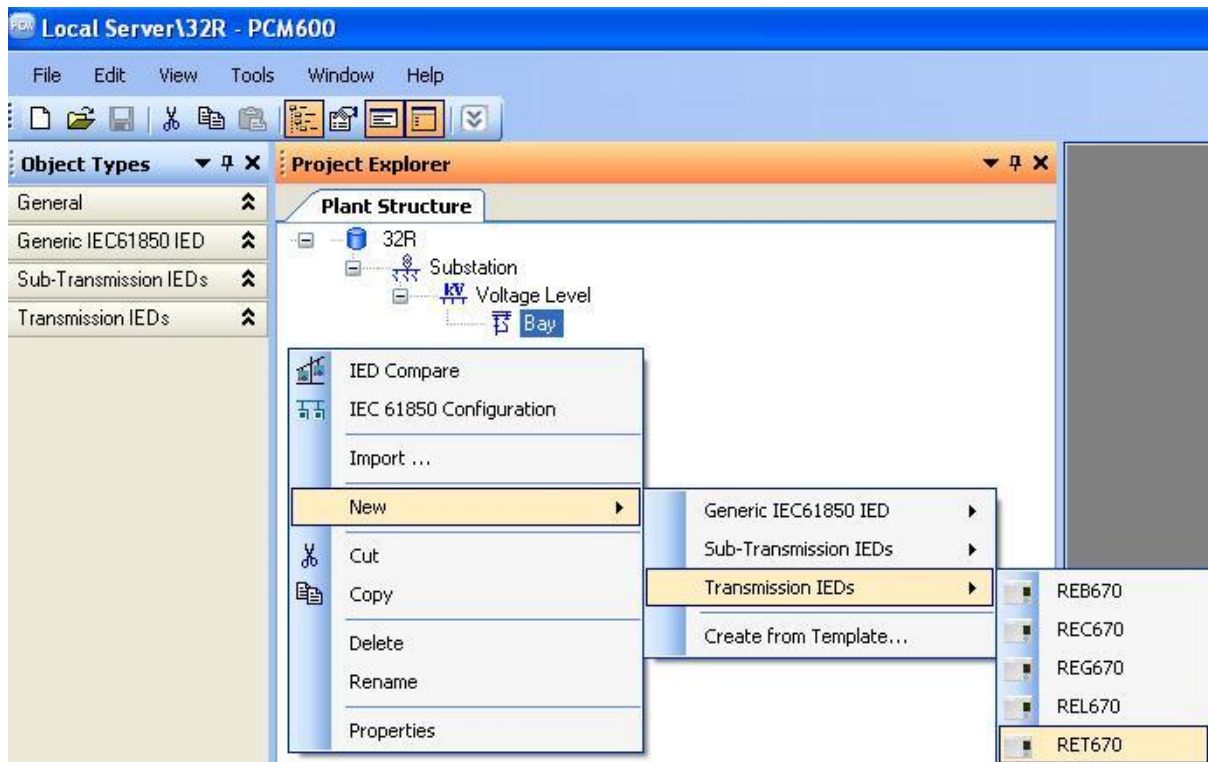 PCM Local Server\32R - PCM600
File Edit View Tools Window Help
Object Types
General
Generic IEC61850 IED
Sub-Transmission IEDs
Transmission IEDs
Project Explorer
Plant Structure
32R
Substation
KV Voltage Level
Bay
IED Compare
IEC 61850 Configuration
Import ...
New
Cut
Copy
Delete
Rename
Properties
Generic IEC61850 IED
Sub-Transmission IEDs
Transmission IEDs
Create from Template...
REB670
REC670
REG670
REL670
RET670